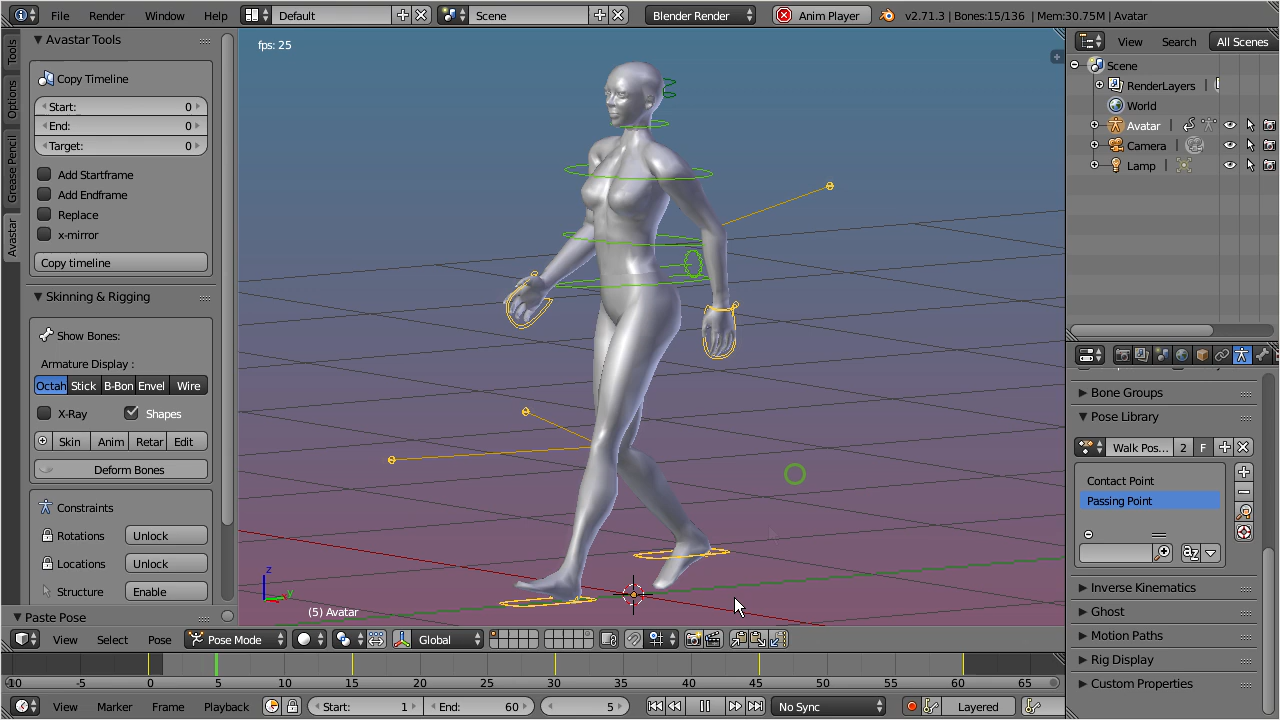 File Render Window Help Default Scene Blender Render Anim Player v2.71.3 | Bones:15/136 | Mem:30.75M | Avatar
Tools
Options
Grease Pencil
Avastar
Avastar Tools
Copy Timeline
Start: 0
End: 0
Target: 0
Add Startframe
Add Endframe
Replace
x-mirror
Copy timeline
Skinning & Rigging
Show Bones:
Armature Display :
Octah Stick B-Bon Envel Wire
X-Ray Shapes
Skin Anim Retar Edit
Deform Bones
Constraints
Rotations Unlock
Locations Unlock
Structure Enable
Paste Pose
fps: 25
z
y
(5) Avatar
View Search All Scenes
Scene
RenderLayers
World
Avatar
Camera
Lamp
Bone Groups
Pose Library
Walk Pos... 2 F
Contact Point
Passing Point
Inverse Kinematics
Ghost
Motion Paths
Rig Display
Custom Properties
View Select Pose Pose Mode Global
-10 -5 0 5 10 15 20 25 30 35 40 45 50 55 60 65
View Marker Frame Playback Start: 1 End: 60 5 No Sync Layered